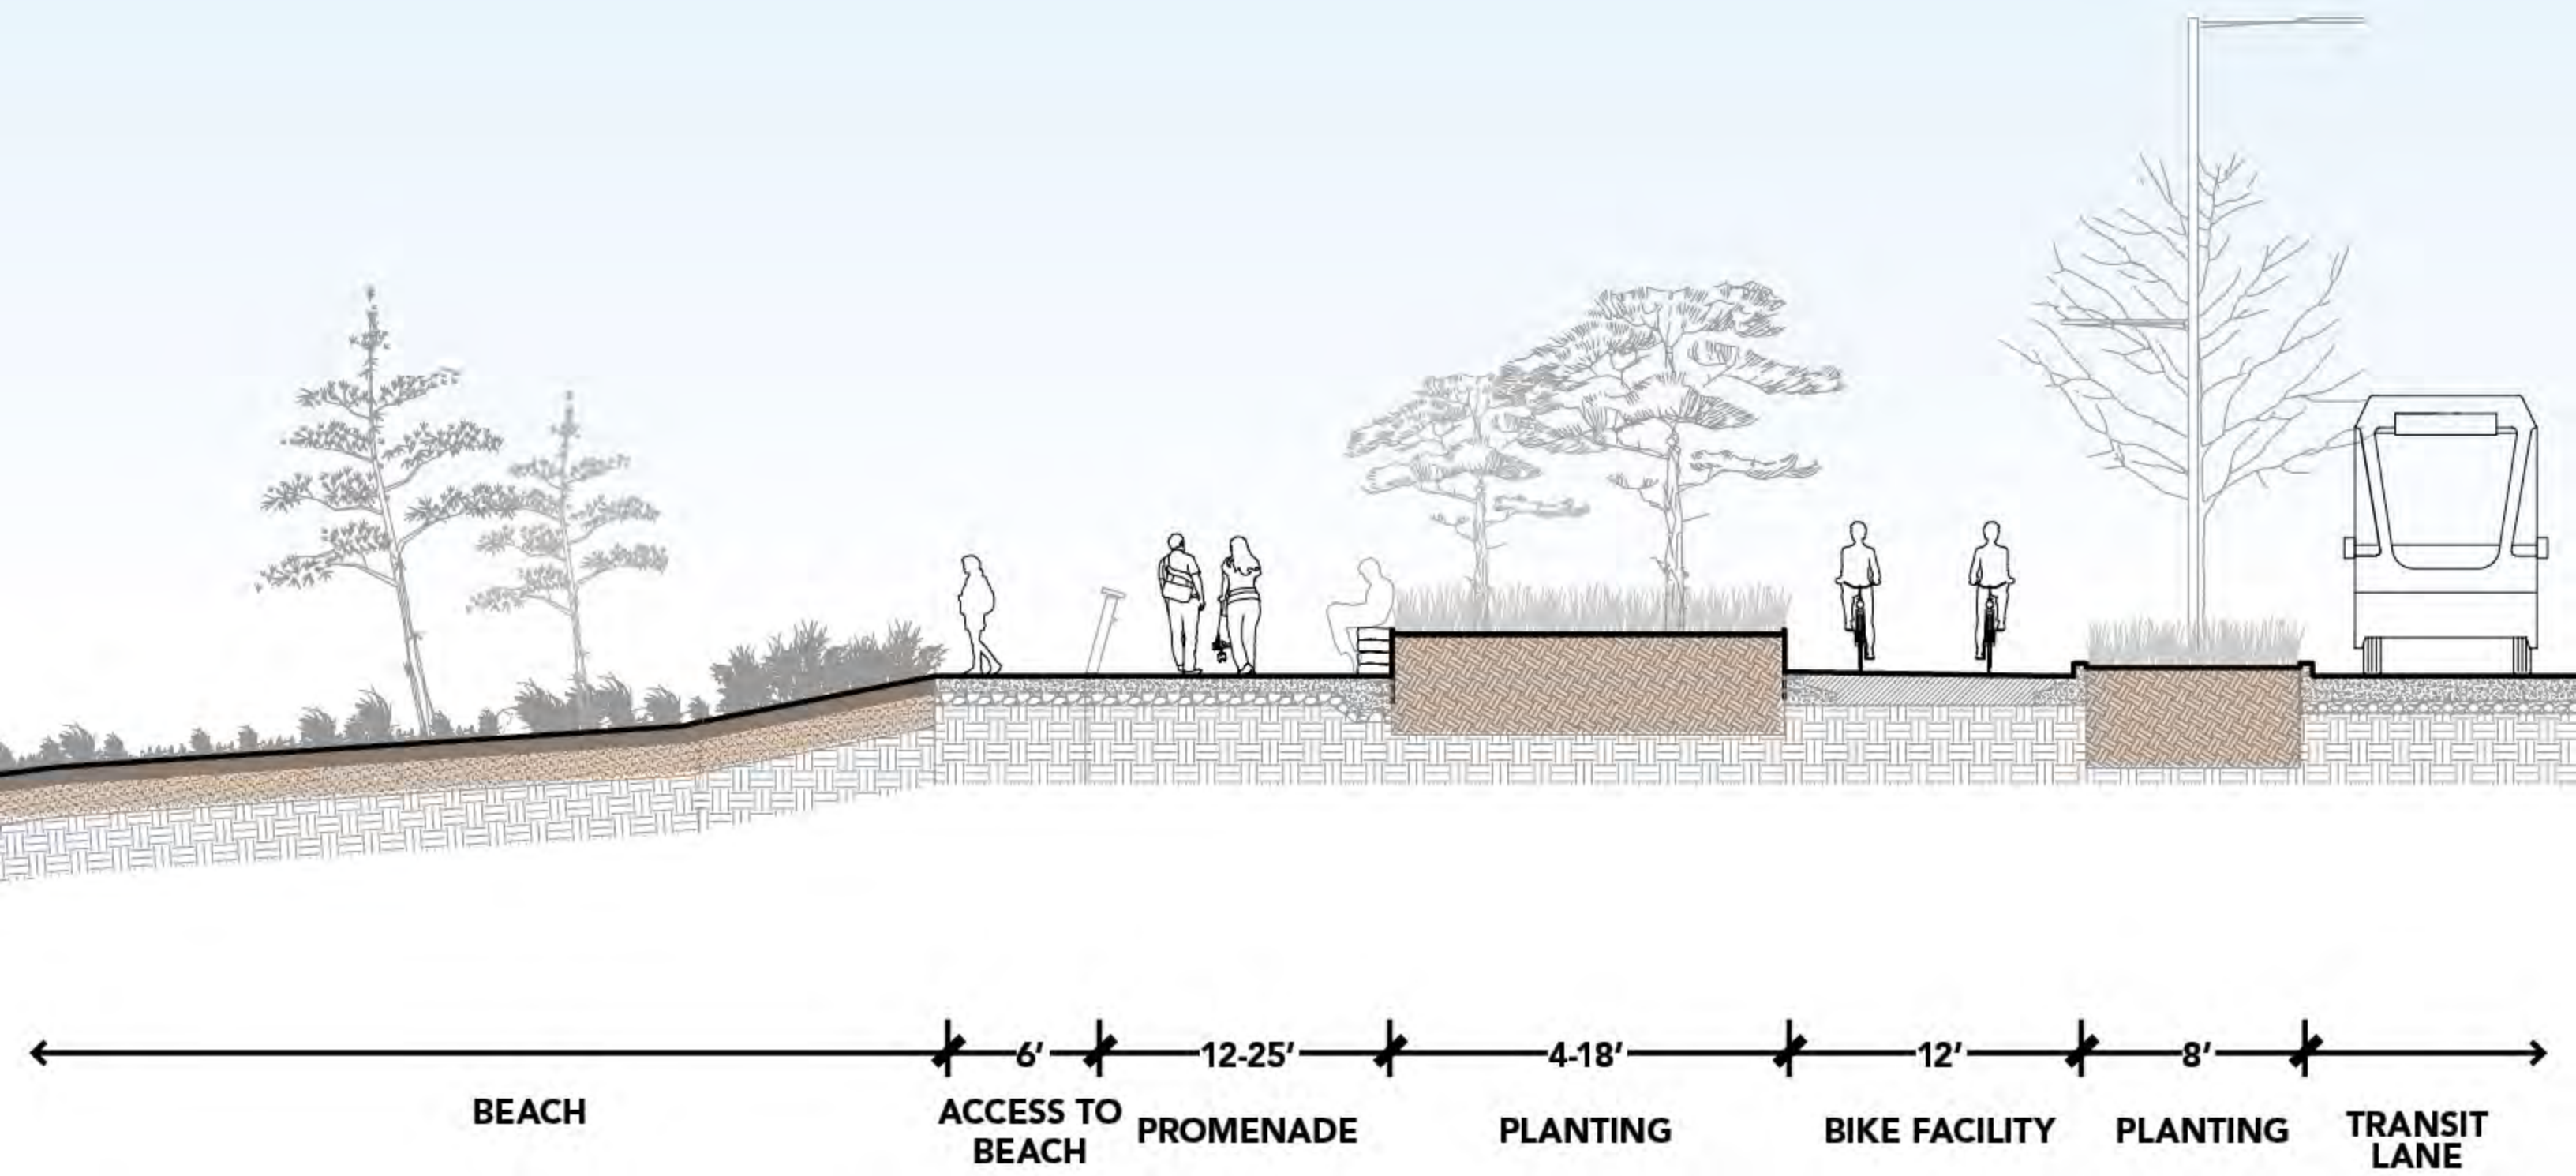 6′
12-25′
4-18′
12′
8′
BEACH
ACCESS TO
BEACH
PROMENADE
PLANTING
BIKE FACILITY
PLANTING
TRANSIT
LANE